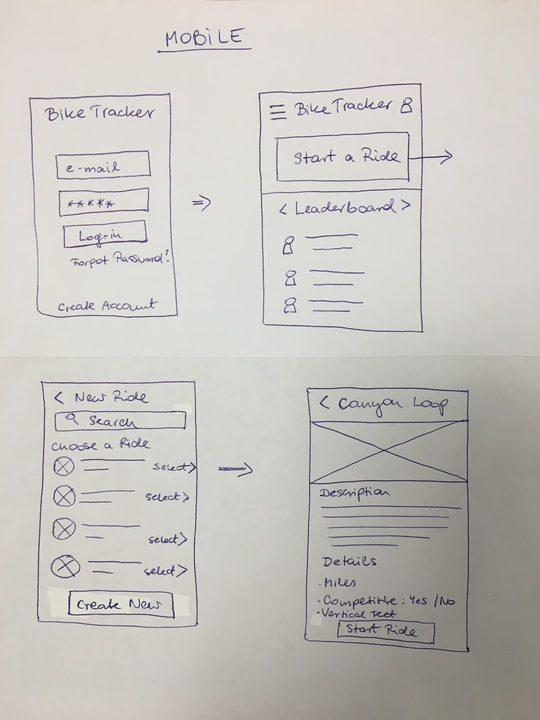 MOBILE
Bike Tracker
e-mail
*****
Log-in
Forgot Password?
Create Account
Bike Tracker
Start a Ride
< Leaderboard >
< New Ride
Search
Choose a Ride
select >
select >
select >
select >
Create New
< Canyon Loop
Description
Details
- Miles
- Competitive : Yes / No
- Vertical Feet
Start Ride